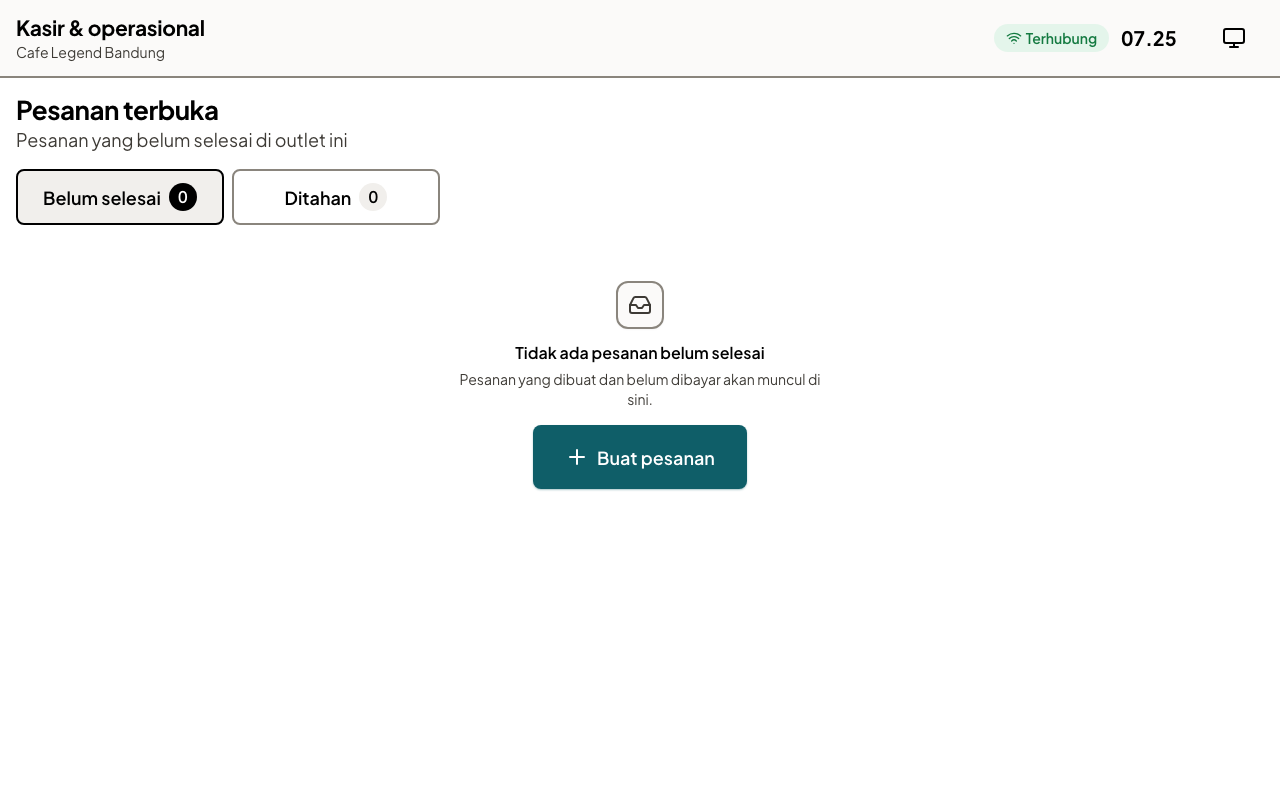 Kasir & operasional
Cafe Legend Bandung
Terhubung
07.25
Pesanan terbuka
Pesanan yang belum selesai di outlet ini
Belum selesai 0
Ditahan 0
Tidak ada pesanan belum selesai
Pesanan yang dibuat dan belum dibayar akan muncul di
sini.
Buat pesanan